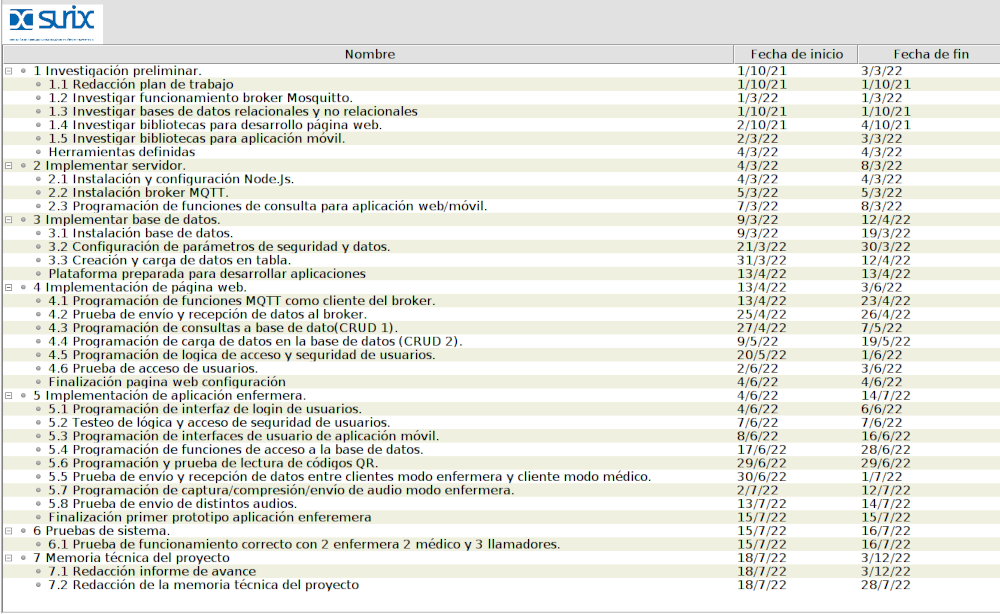 surix
Nombre Fecha de inicio Fecha de fin
1 Investigación preliminar. 1/10/21 3/3/22
1.1 Redacción plan de trabajo 1/10/21 1/10/21
1.2 Investigar funcionamiento broker Mosquitto. 1/3/22 1/3/22
1.3 Investigar bases de datos relacionales y no relacionales 1/10/21 1/10/21
1.4 Investigar bibliotecas para desarrollo página web. 2/10/21 4/10/21
1.5 Investigar bibliotecas para aplicación móvil. 2/3/22 3/3/22
Herramientas definidas 4/3/22 4/3/22
2 Implementar servidor. 4/3/22 8/3/22
2.1 Instalación y configuración Node.Js. 4/3/22 4/3/22
2.2 Instalación broker MQTT. 5/3/22 5/3/22
2.3 Programación de funciones de consulta para aplicación web/móvil. 7/3/22 8/3/22
3 Implementar base de datos. 9/3/22 12/4/22
3.1 Instalación base de datos. 9/3/22 19/3/22
3.2 Configuración de parámetros de seguridad y datos. 21/3/22 30/3/22
3.3 Creación y carga de datos en tabla. 31/3/22 12/4/22
Plataforma preparada para desarrollar aplicaciones 13/4/22 13/4/22
4 Implementación de página web. 13/4/22 3/6/22
4.1 Programación de funciones MQTT como cliente del broker. 13/4/22 23/4/22
4.2 Prueba de envío y recepción de datos al broker. 25/4/22 26/4/22
4.3 Programación de consultas a base de dato(CRUD 1). 27/4/22 7/5/22
4.4 Programación de carga de datos en la base de datos (CRUD 2). 9/5/22 19/5/22
4.5 Programación de logica de acceso y seguridad de usuarios. 20/5/22 1/6/22
4.6 Prueba de acceso de usuarios. 2/6/22 3/6/22
Finalización pagina web configuración 4/6/22 4/6/22
5 Implementación de aplicación enfermera. 4/6/22 14/7/22
5.1 Programación de interfaz de login de usuarios. 4/6/22 6/6/22
5.2 Testeo de lógica y acceso de seguridad de usuarios. 7/6/22 7/6/22
5.3 Programación de interfaces de usuario de aplicación móvil. 8/6/22 16/6/22
5.4 Programación de funciones de acceso a la base de datos. 17/6/22 28/6/22
5.6 Programación y prueba de lectura de códigos QR. 29/6/22 29/6/22
5.5 Prueba de envío y recepción de datos entre clientes modo enfermera y cliente modo médico. 30/6/22 1/7/22
5.7 Programación de captura/compresión/envío de audio modo enfermera. 2/7/22 12/7/22
5.8 Prueba de envio de distintos audios. 13/7/22 14/7/22
Finalización primer prototipo aplicación enferemera 15/7/22 15/7/22
6 Pruebas de sistema. 15/7/22 16/7/22
6.1 Prueba de funcionamiento correcto con 2 enfermera 2 médico y 3 llamadores. 15/7/22 16/7/22
7 Memoria técnica del proyecto 18/7/22 3/12/22
7.1 Redacción informe de avance 18/7/22 3/12/22
7.2 Redacción de la memoria técnica del proyecto 18/7/22 28/7/22